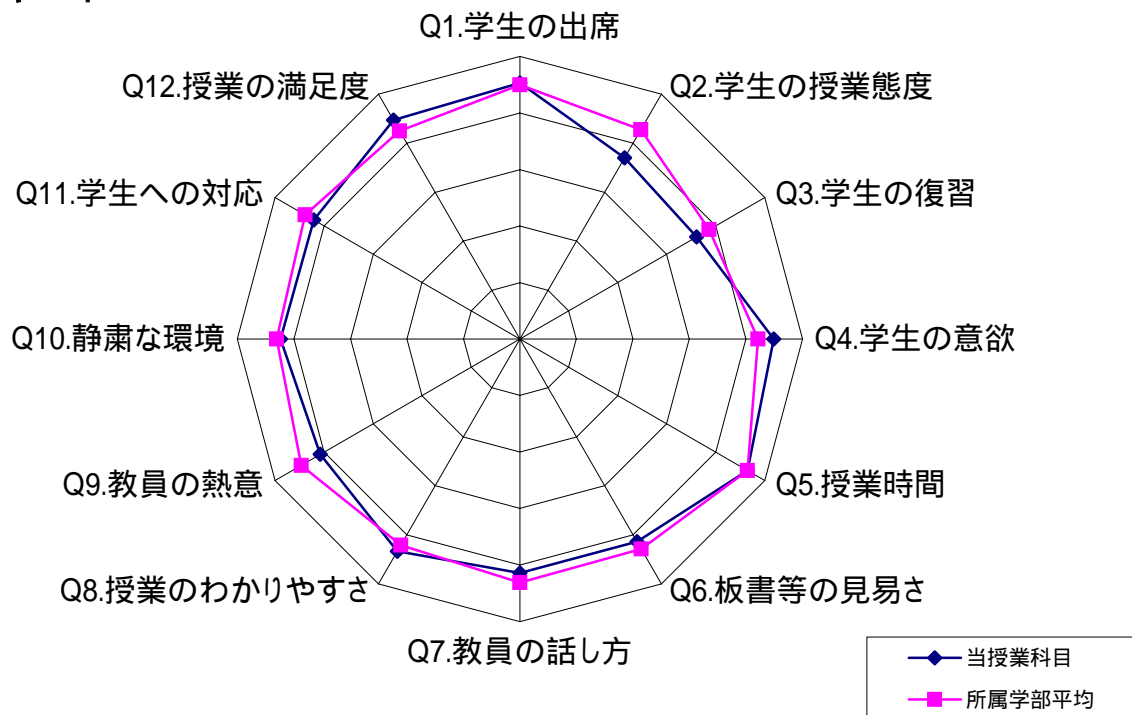 Q1.学生の出席
Q2.学生の授業態度
Q3.学生の復習
Q4.学生の意欲
Q5.授業時間
Q6.板書等の見易さ
Q7.教員の話し方
Q8.授業のわかりやすさ
Q9.教員の熱意
Q10.静粛な環境
Q11.学生への対応
Q12.授業の満足度
当授業科目
所属学部平均